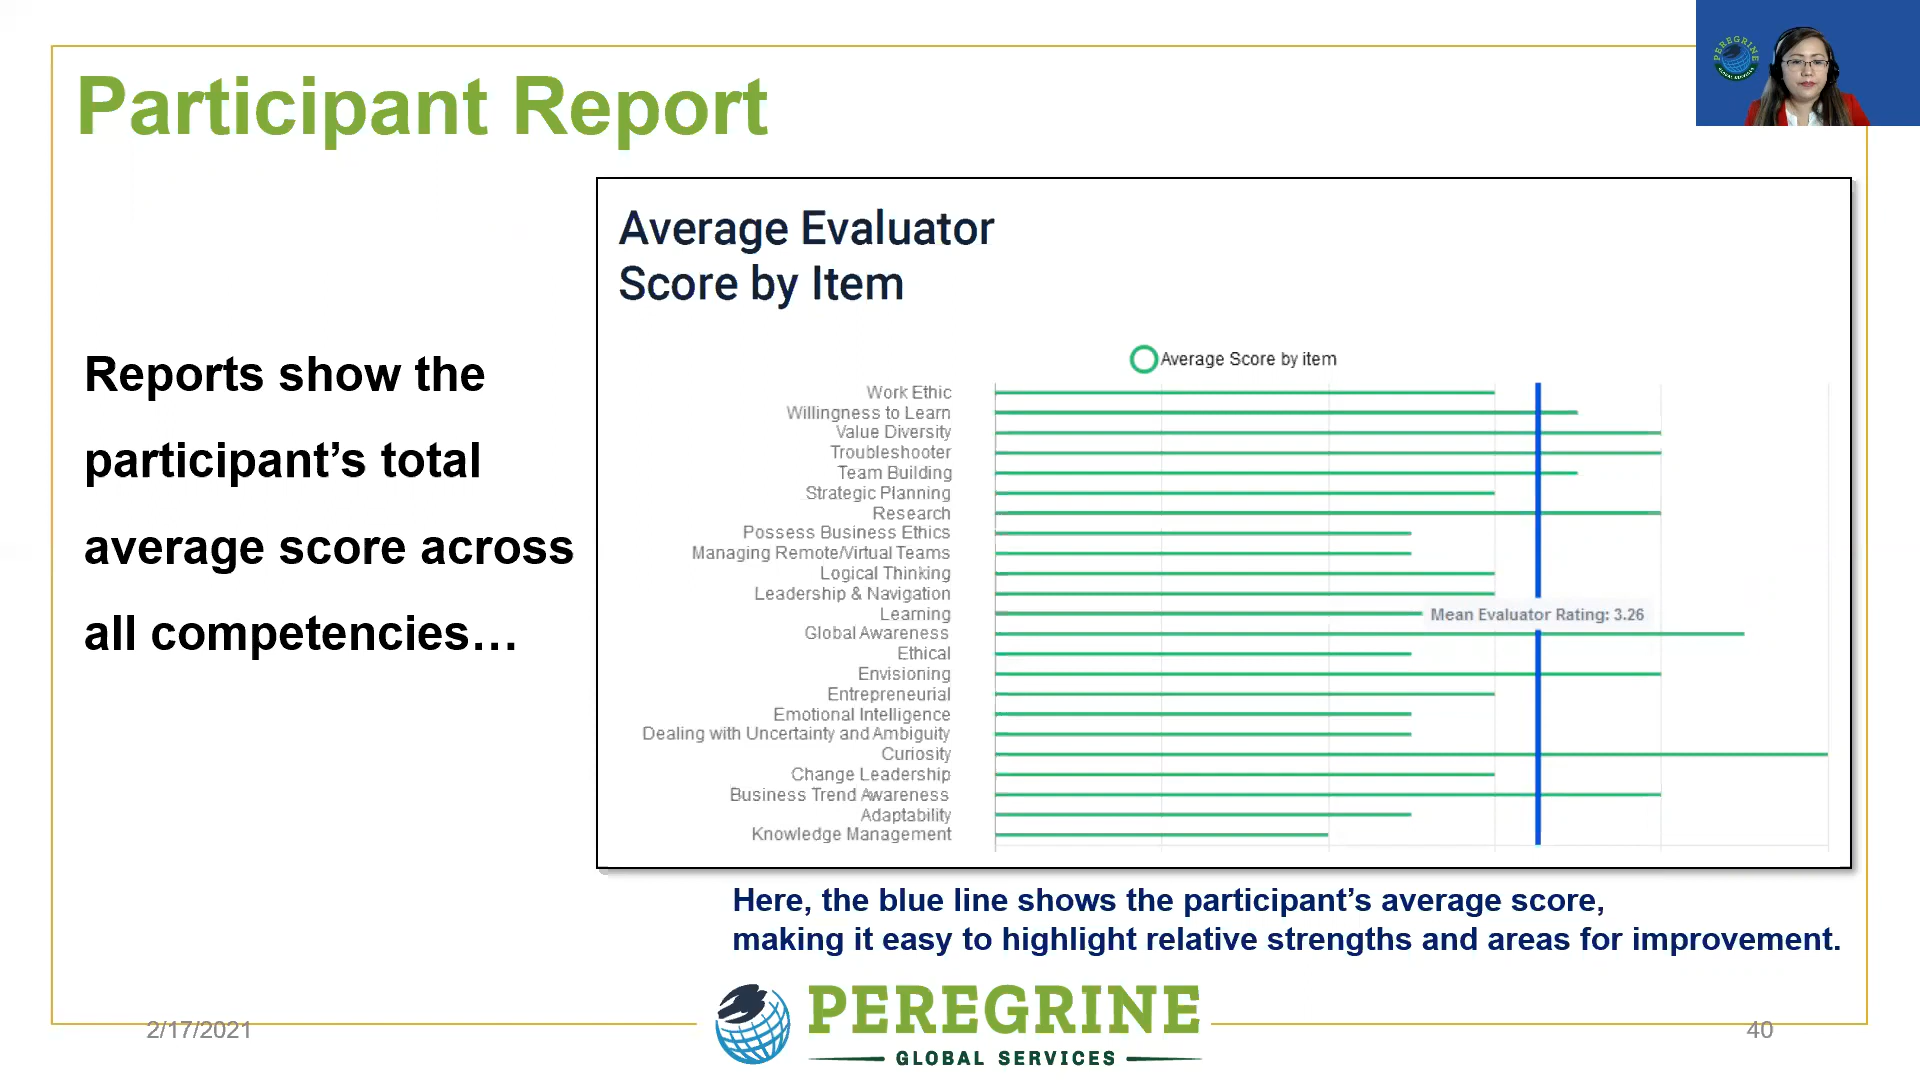 Participant Report
PEREGRINE
GLOBAL SERVICES
Reports show the
participant’s total
average score across
all competencies…
Average Evaluator
Score by Item
Average Score by item
Work Ethic
Willingness to Learn
Value Diversity
Troubleshooter
Team Building
Strategic Planning
Research
Possess Business Ethics
Managing Remote/Virtual Teams
Logical Thinking
Leadership & Navigation
Learning
Mean Evaluator Rating: 3.26
Global Awareness
Ethical
Envisioning
Entrepreneurial
Emotional Intelligence
Dealing with Uncertainty and Ambiguity
Curiosity
Change Leadership
Business Trend Awareness
Adaptability
Knowledge Management
Here, the blue line shows the participant’s average score,
making it easy to highlight relative strengths and areas for improvement.
2/17/2021
PEREGRINE
GLOBAL SERVICES
40